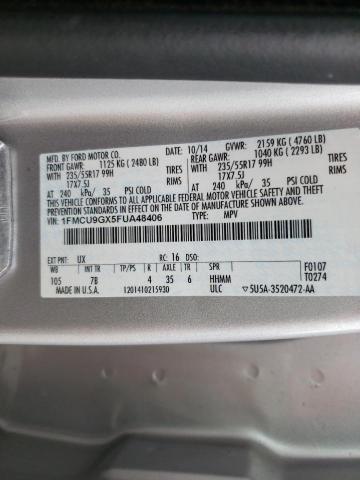 MFD. BY FORD MOTOR CO.
10/14 GVWR: 2159 KG ( 4760 LB)
FRONT GAWR: 1125 KG ( 2480 LB) REAR GAWR: 1040 KG ( 2293 LB)
WITH WITH
235/55R17 99H TIRES 235/55R17 99H TIRES
17X7.5J RIMS 17X7.5J RIMS
AT 240 kPa/ 35 PSI COLD AT 240 kPa/ 35 PSI COLD
THIS VEHICLE CONFORMS TO ALL APPLICABLE FEDERAL MOTOR VEHICLE SAFETY, BUMPER, AND THEFT PREVENTION STANDARDS IN EFFECT ON THE DATE OF MANUFACTURE SHOWN ABOVE.
VIN: 1FMCU9GX5FUA48406 TYPE: MPV
EXT PNT: UX RC: 16 DSO: F0107
WB INT TR TP/PS R AXLE TR SPR T0274
105 7B 4 35 6 HHMM
MADE IN U.S.A. 1201410215930 ULC 5U5A-3520472-AA